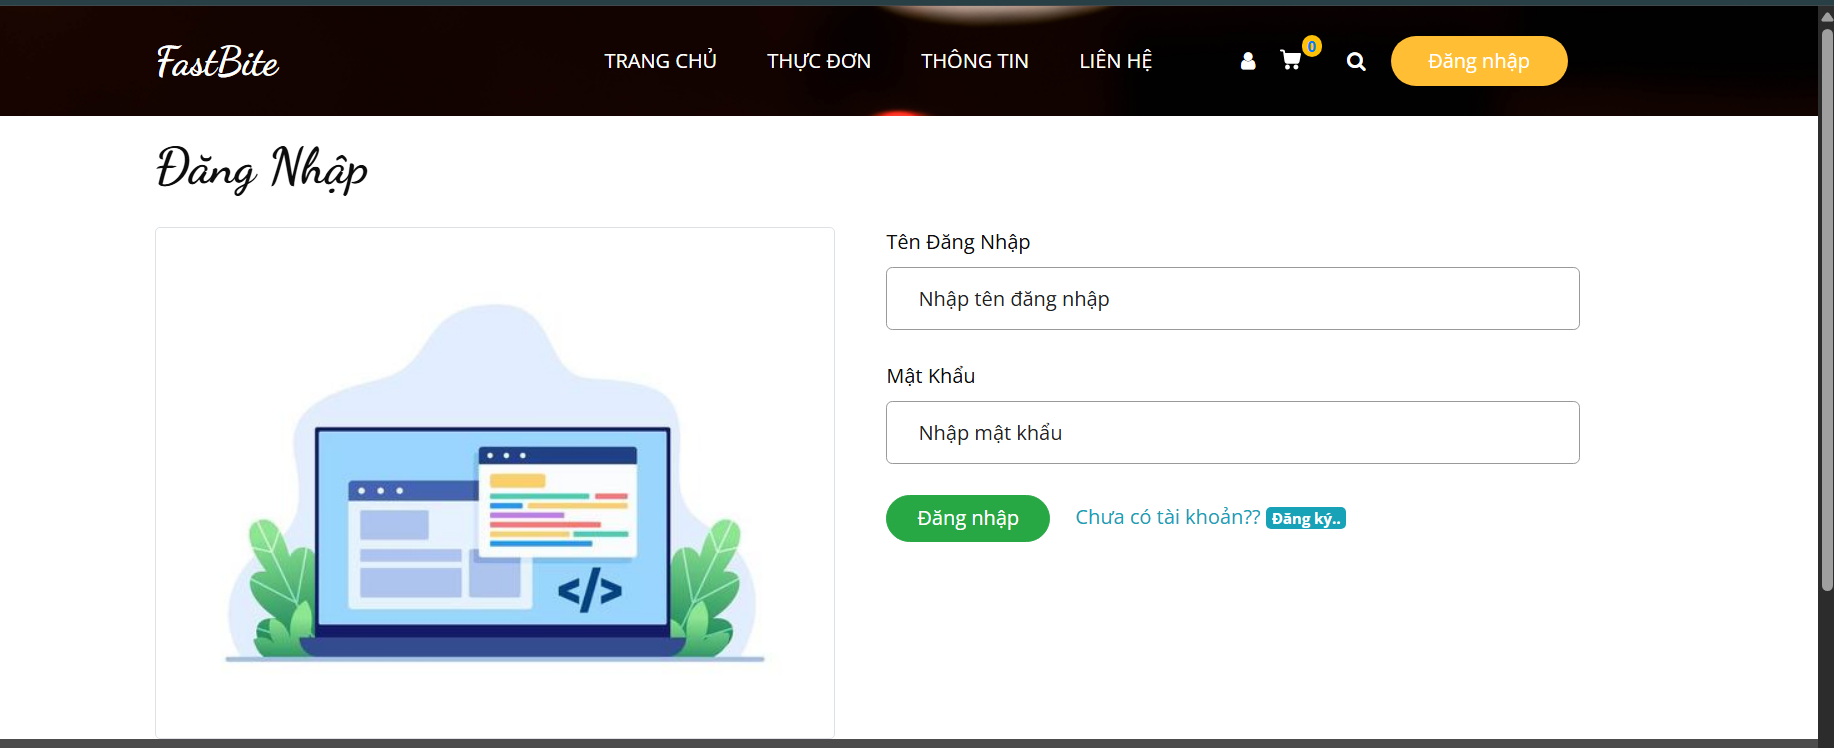 FastBite
TRANG CHỦ THỰC ĐƠN THÔNG TIN LIÊN HỆ 0 Đăng nhập
Đăng Nhập
Tên Đăng Nhập
Nhập tên đăng nhập
Mật Khẩu
Nhập mật khẩu
</>
Đăng nhập Chưa có tài khoản?? Đăng ký..